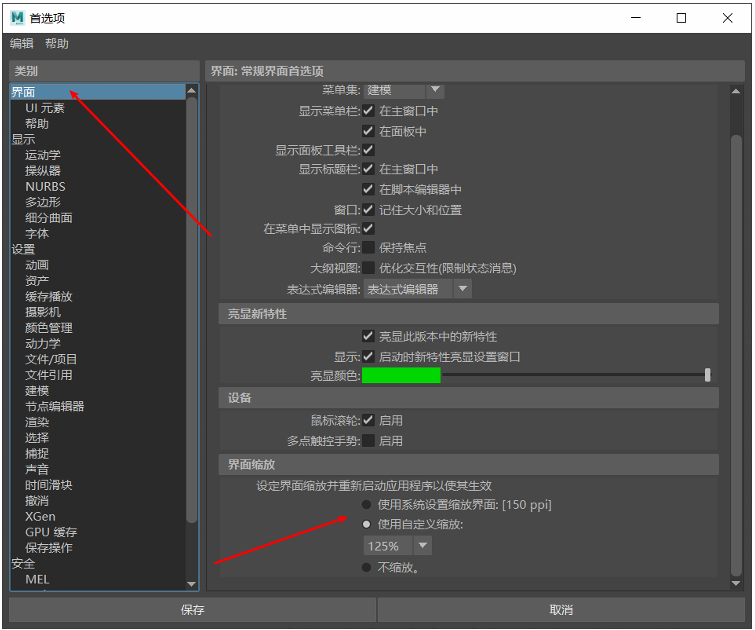 首选项
编辑 帮助
类别
界面
UI 元素
帮助
显示
运动学
操纵器
NURBS
多边形
细分曲面
字体
设置
动画
资产
缓存播放
摄影机
颜色管理
动力学
文件/项目
文件引用
建模
节点编辑器
渲染
选择
捕捉
声音
时间滑块
撤消
XGen
GPU 缓存
保存操作
安全
MEL
界面: 常规界面首选项
菜单集: 建模
显示菜单栏: 在主窗口中
在面板中
显示面板工具栏:
显示标题栏: 在主窗口中
在脚本编辑器中
窗口: 记住大小和位置
在菜单中显示图标:
命令行: 保持焦点
大纲视图: 优化交互性(限制状态消息)
表达式编辑器: 表达式编辑器
亮显新特性
亮显此版本中的新特性
显示: 启动时新特性亮显设置窗口
亮显颜色:
设备
鼠标滚轮: 启用
多点触控手势: 启用
界面缩放
设定界面缩放并重新启动应用程序以使其生效
使用系统设置缩放界面: [150 ppi]
使用自定义缩放:
125%
不缩放。
保存
取消